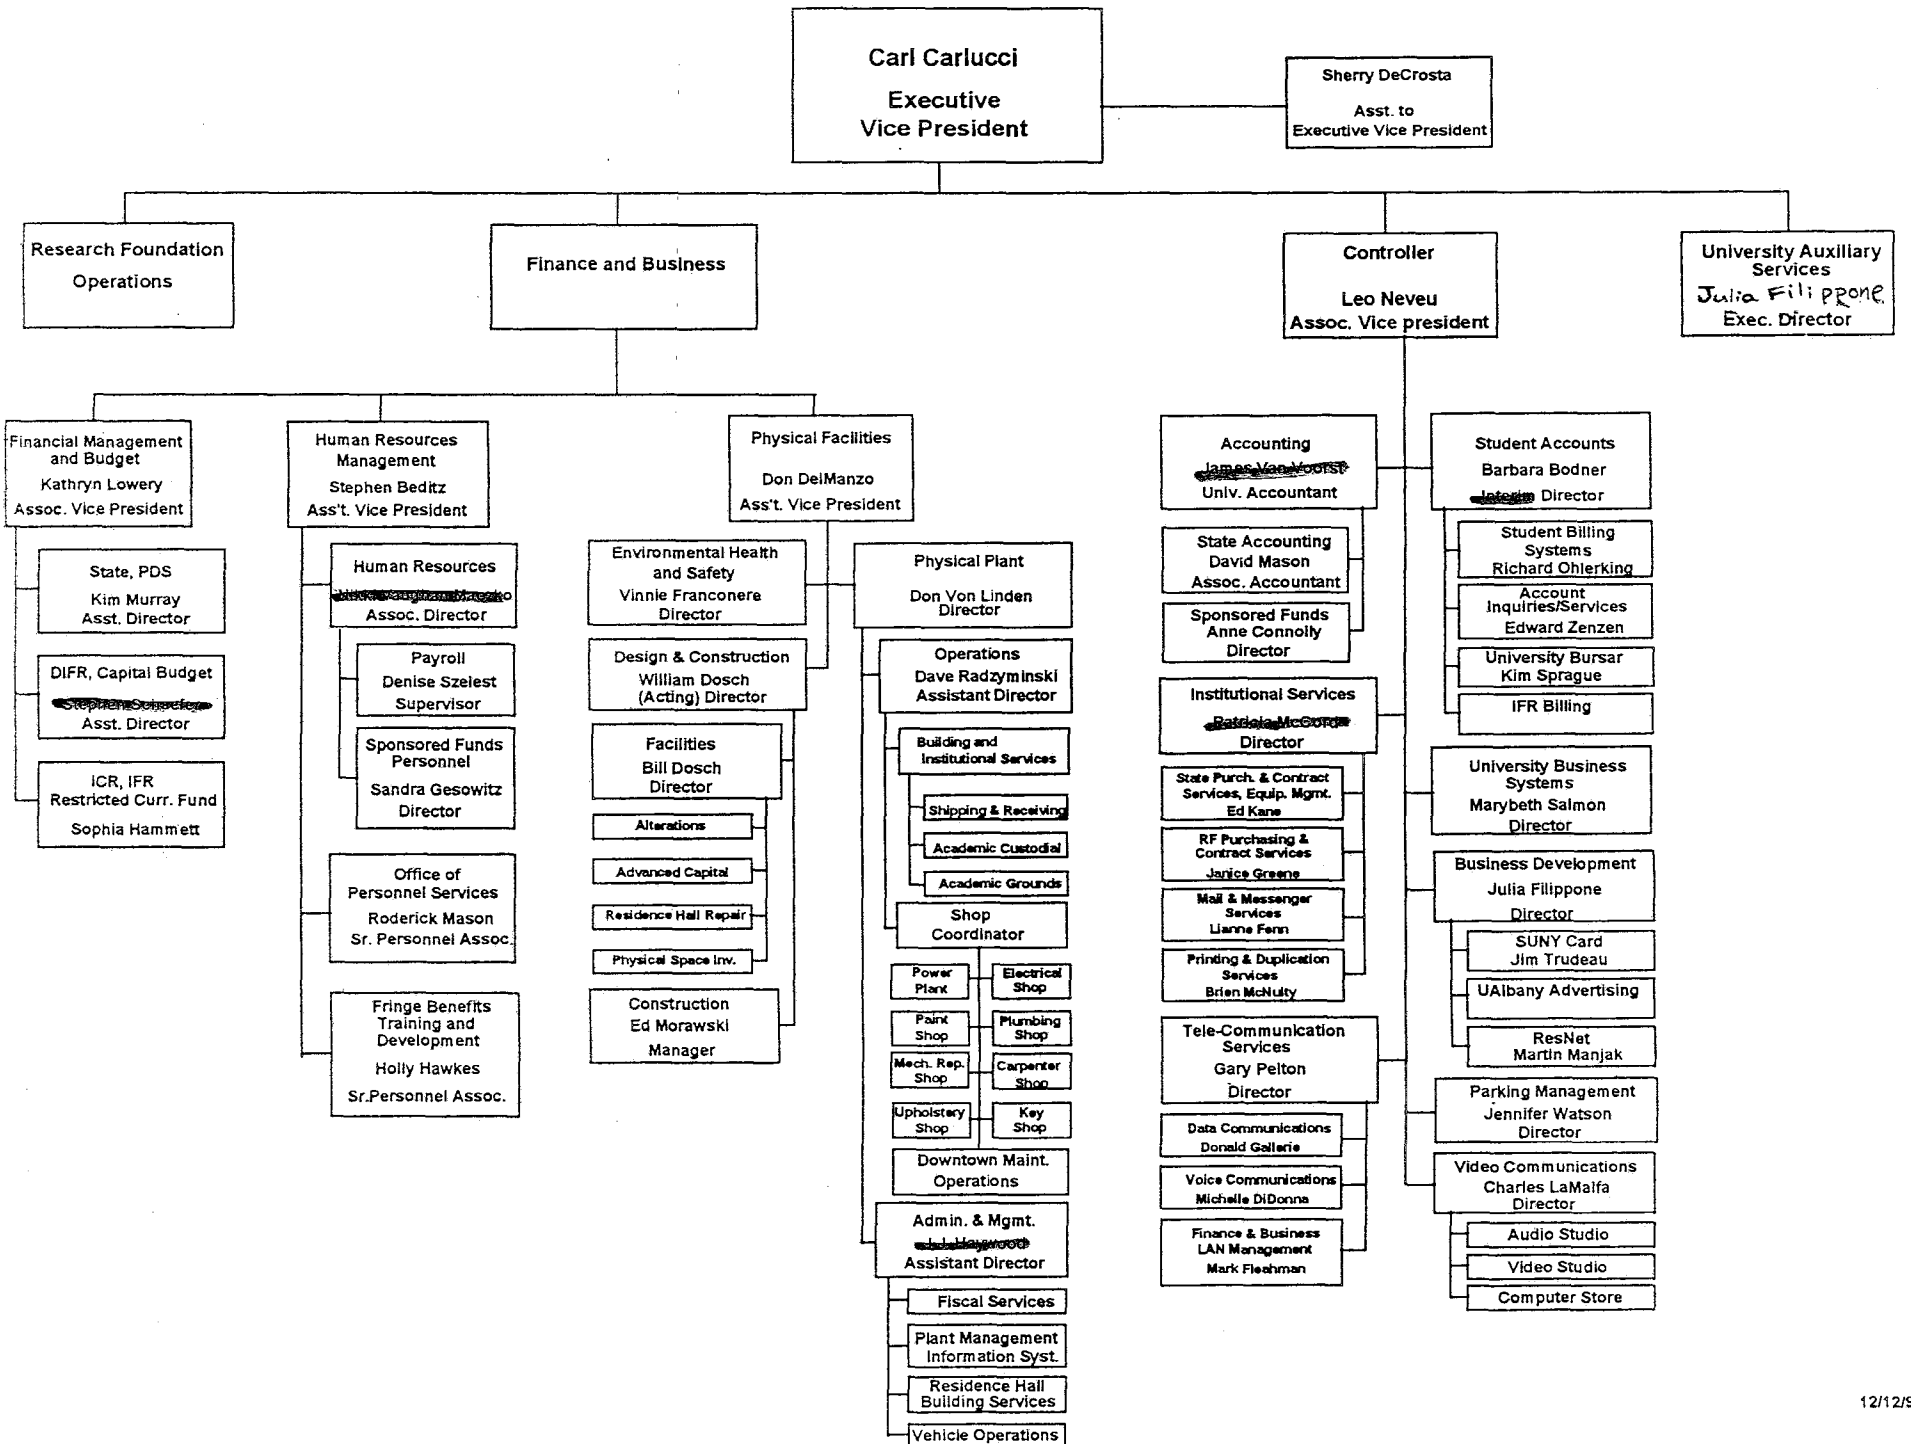 Carl Carlucci
Executive
Vice President
Sherry DeCrosta
Asst. to
Executive Vice President
Research Foundation
Operations
Finance and Business
Controller
Leo Neveu
Assoc. Vice president
University Auxiliary
Services
Julia Filippone
Exec. Director
Financial Management
and Budget
Kathryn Lowery
Assoc. Vice President
State, PDS
Kim Murray
Asst. Director
DIFR, Capital Budget
Asst. Director
ICR, IFR
Restricted Curr. Fund
Sophia Hammett
Human Resources
Management
Stephen Beditz
Ass't. Vice President
Human Resources
Assoc. Director
Payroll
Denise Szelest
Supervisor
Sponsored Funds
Personnel
Sandra Gesowitz
Director
Office of
Personnel Services
Roderick Mason
Sr. Personnel Assoc.
Fringe Benefits
Training and
Development
Holly Hawkes
Sr.Personnel Assoc.
Physical Facilities
Don DelManzo
Ass't. Vice President
Environmental Health
and Safety
Vinnie Franconere
Director
Design & Construction
William Dosch
(Acting) Director
Facilities
Bill Dosch
Director
Alterations
Advanced Capital
Residence Hall Repair
Physical Space Inv.
Construction
Ed Morawski
Manager
Physical Plant
Don Von Linden
Director
Operations
Dave Radzyminski
Assistant Director
Building and
Institutional Services
Shipping & Receiving
Academic Custodial
Academic Grounds
Shop
Coordinator
Power
Plant
Electrical
Shop
Paint
Shop
Plumbing
Shop
Mech. Rep.
Shop
Carpenter
Shop
Upholstery
Shop
Key
Shop
Downtown Maint.
Operations
Admin. & Mgmt.
J.J. Haywood
Assistant Director
Fiscal Services
Plant Management
Information Syst.
Residence Hall
Building Services
Vehicle Operations
Accounting
James Van Voorst
Univ. Accountant
State Accounting
David Mason
Assoc. Accountant
Sponsored Funds
Anne Connolly
Director
Institutional Services
Director
State Purch. & Contract
Services, Equip. Mgmt.
Ed Kane
RF Purchasing &
Contract Services
Janice Greene
Mail & Messenger
Services
Lianne Fenn
Printing & Duplication
Services
Brien McNulty
Tele-Communication
Services
Gary Pelton
Director
Data Communications
Donald Gallerie
Voice Communications
Michelle DiDonna
Finance & Business
LAN Management
Mark Fleahman
Student Accounts
Barbara Bodner
Interim Director
Student Billing
Systems
Richard Ohlerking
Account
Inquiries/Services
Edward Zenzen
University Bursar
Kim Sprague
IFR Billing
University Business
Systems
Marybeth Salmon
Director
Business Development
Julia Filippone
Director
SUNY Card
Jim Trudeau
UAlbany Advertising
ResNet
Martin Manjak
Parking Management
Jennifer Watson
Director
Video Communications
Charles LaMalfa
Director
Audio Studio
Video Studio
Computer Store
12/12/9